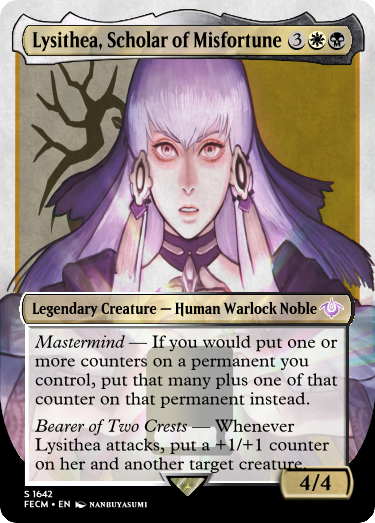 Lysithea, Scholar of Misfortune 3
Legendary Creature — Human Warlock Noble
Mastermind — If you would put one or
more counters on a permanent you
control, put that many plus one of that
counter on that permanent instead.
Bearer of Two Crests — Whenever
Lysithea attacks, put a +1/+1 counter
on her and another target creature.
4/4
S 1642
FECM • EN NANBUYASUMI